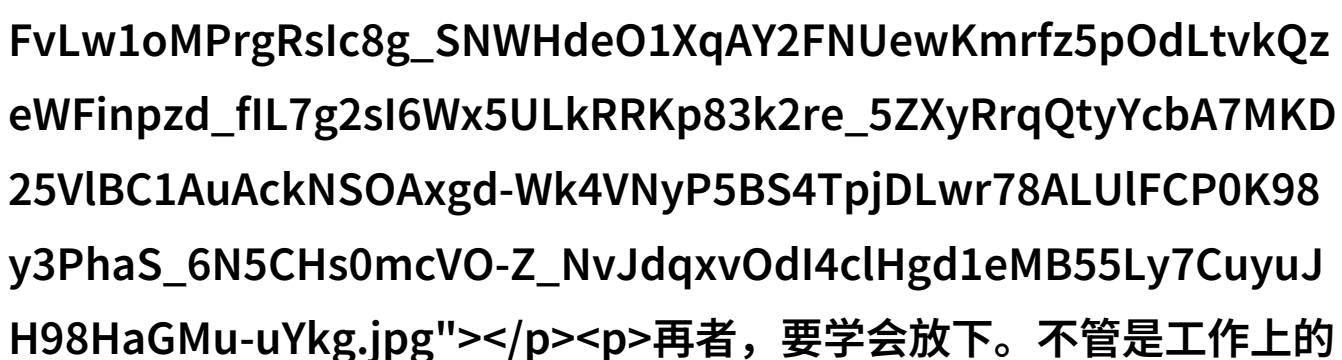 FvLw1oMPrgRsIc8g_SNWHdeO1XqAY2FNUewKmrfz5pOdLtvkQz
eWFinpzd_fIL7g2sI6Wx5ULkRRKp83k2re_5ZXyRrqQtyYcbA7MKD
25VlBC1AuAckNSOAxgd-Wk4VNyP5BS4TpjDLwr78ALUlFCP0K98
y3PhaS_6N5CHs0mcVO-Z_NvJdqxvOdI4clHgd1eMB55Ly7CuyuJ
H98HaGMu-uYkg.jpg"></p><p>再者，要学会放下。不管是工作上的